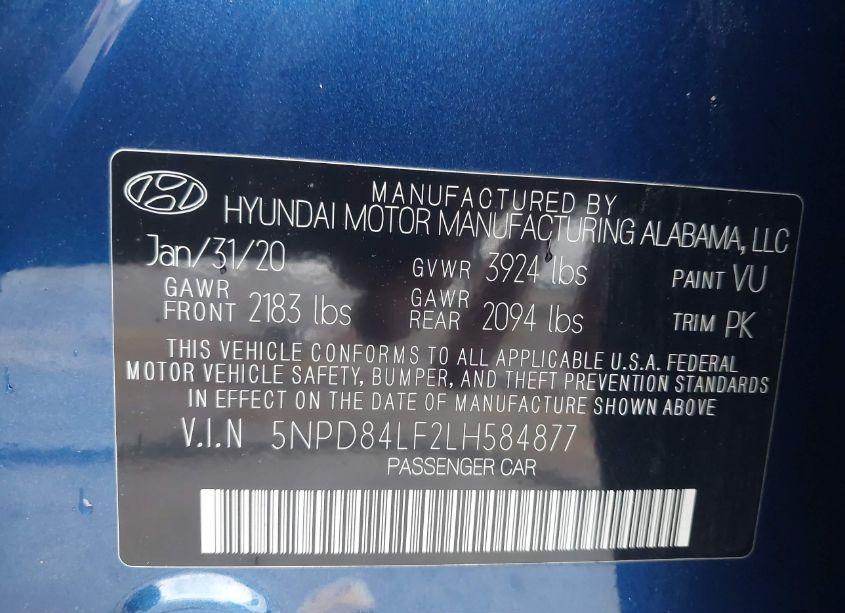 MANUFACTURED BY
HYUNDAI MOTOR MANUFACTURING ALABAMA, LLC
Jan/31/20 GVWR 3924 lbs PAINT VU
GAWR FRONT 2183 lbs GAWR REAR 2094 lbs TRIM PK
THIS VEHICLE CONFORMS TO ALL APPLICABLE U.S.A. FEDERAL
MOTOR VEHICLE SAFETY, BUMPER, AND THEFT PREVENTION STANDARDS
IN EFFECT ON THE DATE OF MANUFACTURE SHOWN ABOVE
V.I.N 5NPD84LF2LH584877
PASSENGER CAR